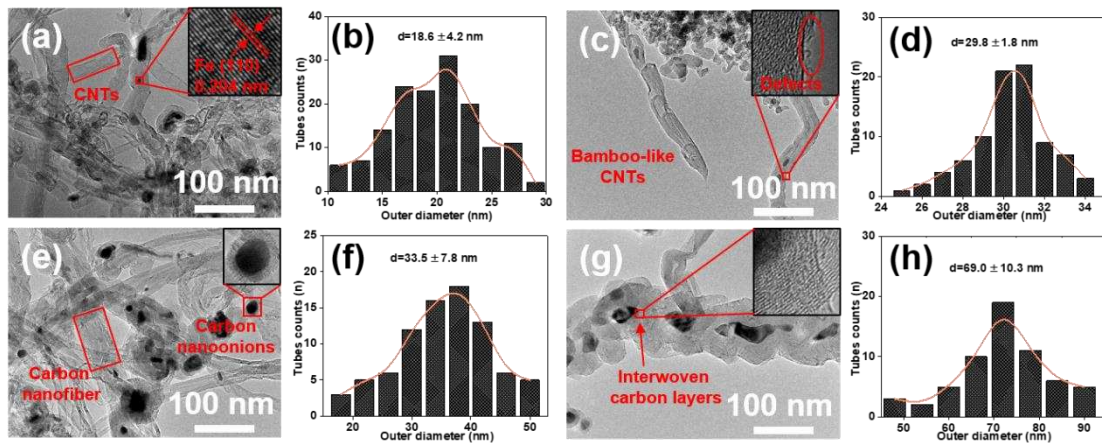 (a)
Fe (110)
0.204 nm
CNTs
100 nm
(b)
d=18.6 ± 4.2 nm
Tubes counts (n)
40
30
20
10
0
10 15 20 25 30
Outer diameter (nm)
(c)
Defects
Bamboo-like
CNTs
100 nm
(d)
d=29.8 ± 1.8 nm
Tubes counts (n)
30
20
10
0
24 26 28 30 32 34
Outer diameter (nm)
(e)
Carbon
nanoonions
Carbon
nanofiber
100 nm
(f)
d=33.5 ± 7.8 nm
Tubes counts (n)
25
20
15
10
5
0
20 30 40 50
Outer diameter (nm)
(g)
Interwoven
carbon layers
100 nm
(h)
d=69.0 ± 10.3 nm
Tubes counts (n)
30
20
10
0
50 60 70 80 90
Outer diameter (nm)